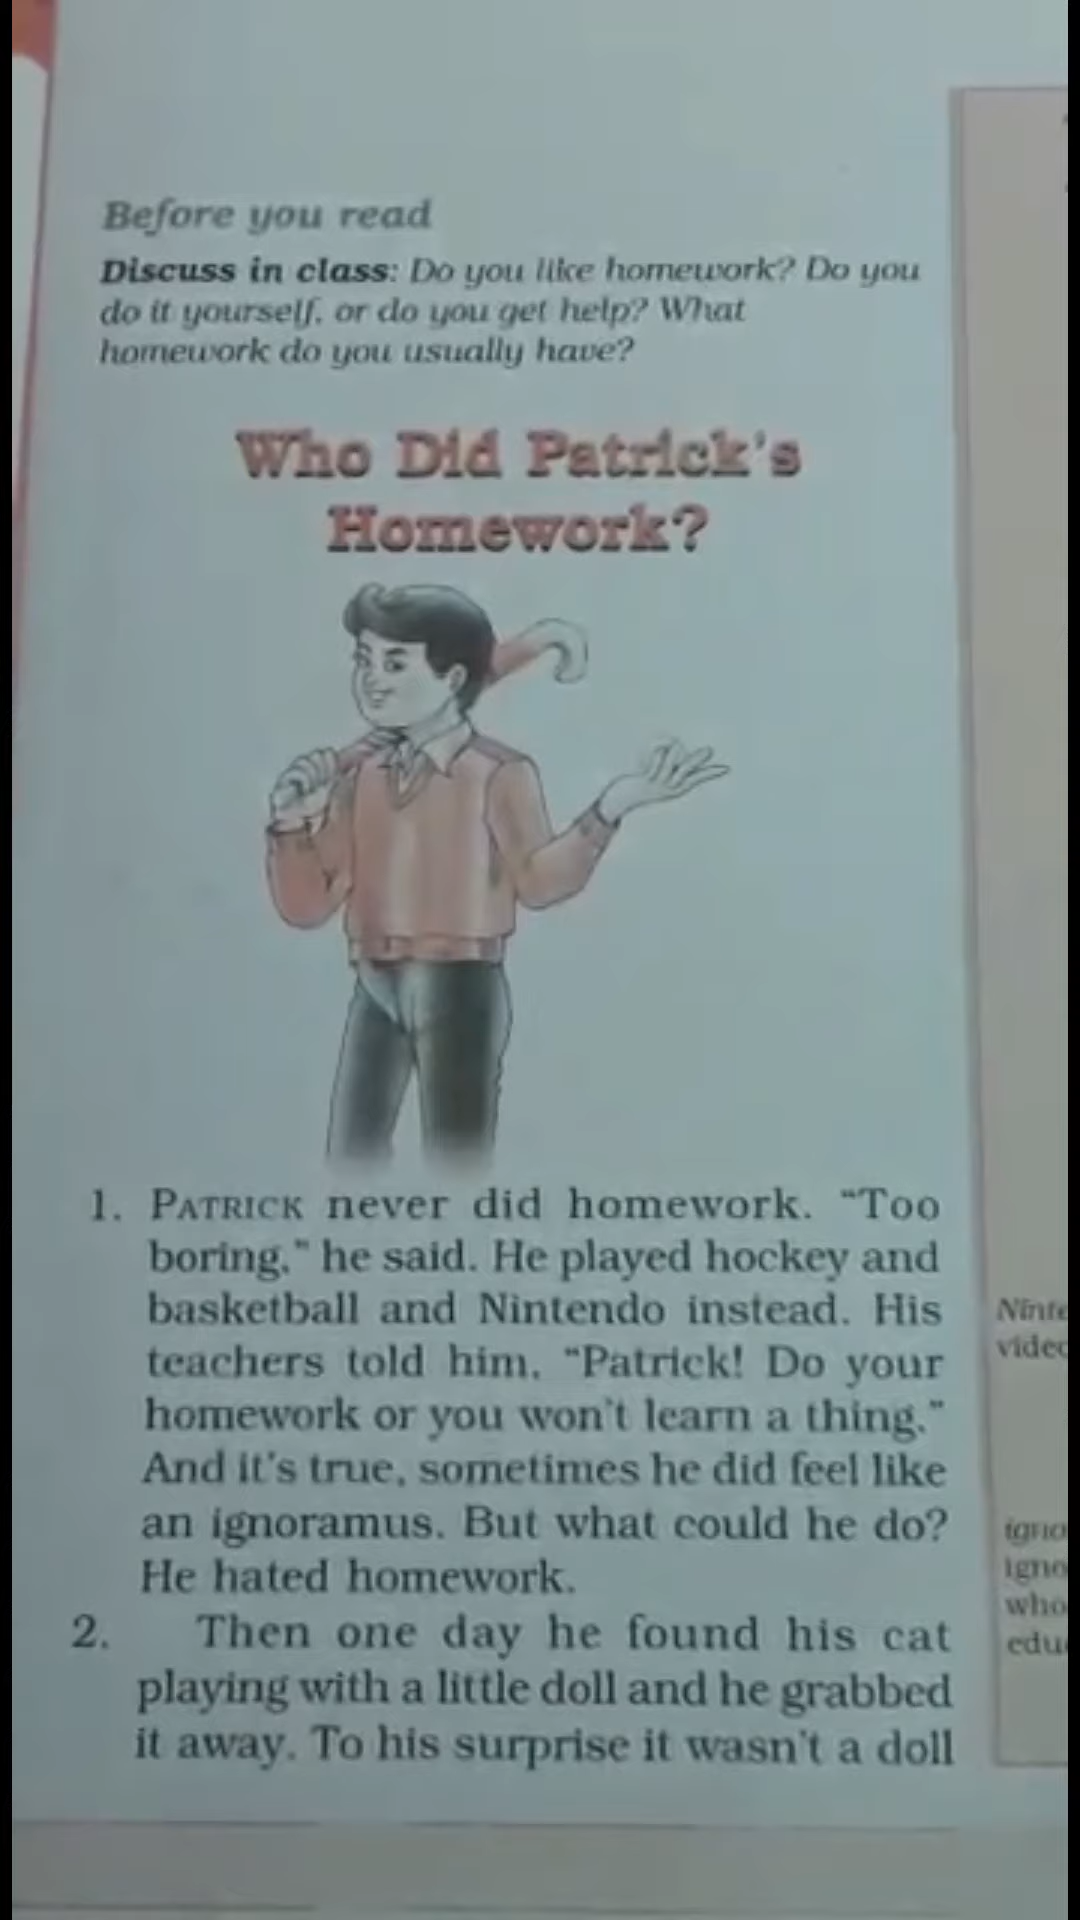 Before you read
Discuss in class: Do you like homework? Do you
do it yourself, or do you get help? What
homework do you usually have?
Who Did Patrick's
Homework?
1. PATRICK never did homework. “Too
boring,” he said. He played hockey and
basketball and Nintendo instead. His
teachers told him, “Patrick! Do your
homework or you won't learn a thing.”
And it's true, sometimes he did feel like
an ignoramus. But what could he do?
He hated homework.
2. Then one day he found his cat
playing with a little doll and he grabbed
it away. To his surprise it wasn't a doll